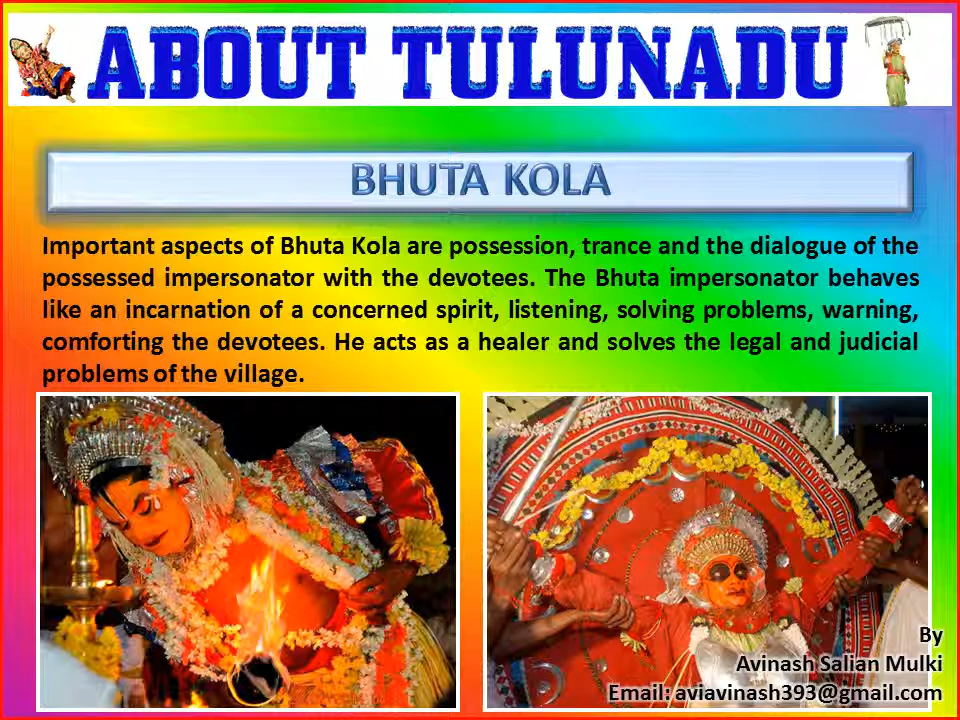 ABOUT TULUNADU
BHUTA KOLA
Important aspects of Bhuta Kola are possession, trance and the dialogue of the
possessed impersonator with the devotees. The Bhuta impersonator behaves
like an incarnation of a concerned spirit, listening, solving problems, warning,
comforting the devotees. He acts as a healer and solves the legal and judicial
problems of the village.
By
Avinash Salian Mulki
Email: aviavinash393@gmail.com